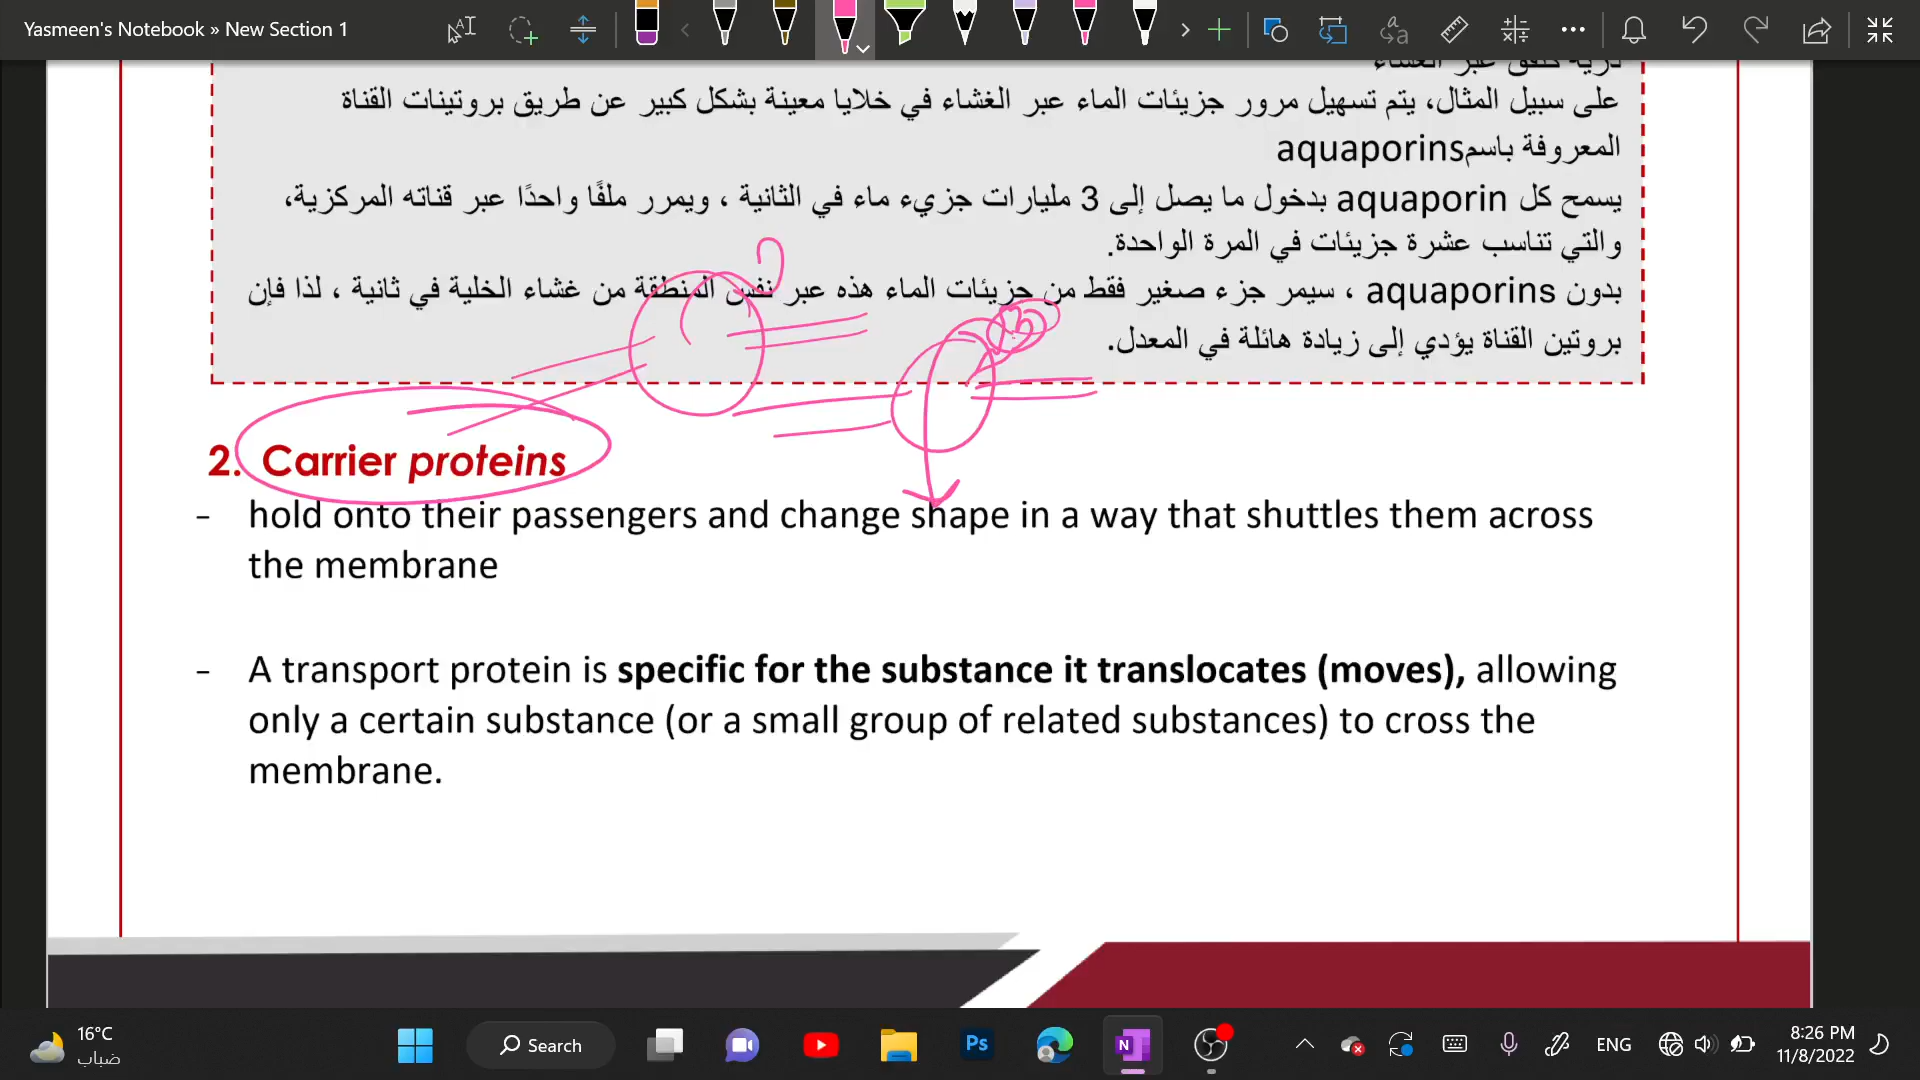 Yasmeen's Notebook » New Section 1
على سبيل المثال، يتم تسهيل مرور جزيئات الماء عبر الغشاء في خلايا معينة بشكل كبير عن طريق بروتينات القناة
المعروفة باسمaquaporins
يسمح كل aquaporin بدخول ما يصل إلى 3 مليارات جزيء ماء في الثانية ، ويمرر ملفًا واحدًا عبر قناته المركزية،
والتي تناسب عشرة جزيئات في المرة الواحدة.
بدون aquaporins ، سيمر جزء صغير فقط من جزيئات الماء هذه عبر نفس المنطقة من غشاء الخلية في ثانية ، لذا فإن
بروتين القناة يؤدي إلى زيادة هائلة في المعدل.
2. Carrier proteins
- hold onto their passengers and change shape in a way that shuttles them across
the membrane
- A transport protein is specific for the substance it translocates (moves), allowing
only a certain substance (or a small group of related substances) to cross the
membrane.
16°C
ضباب
Search
Ps
N
ENG
8:26 PM
11/8/2022